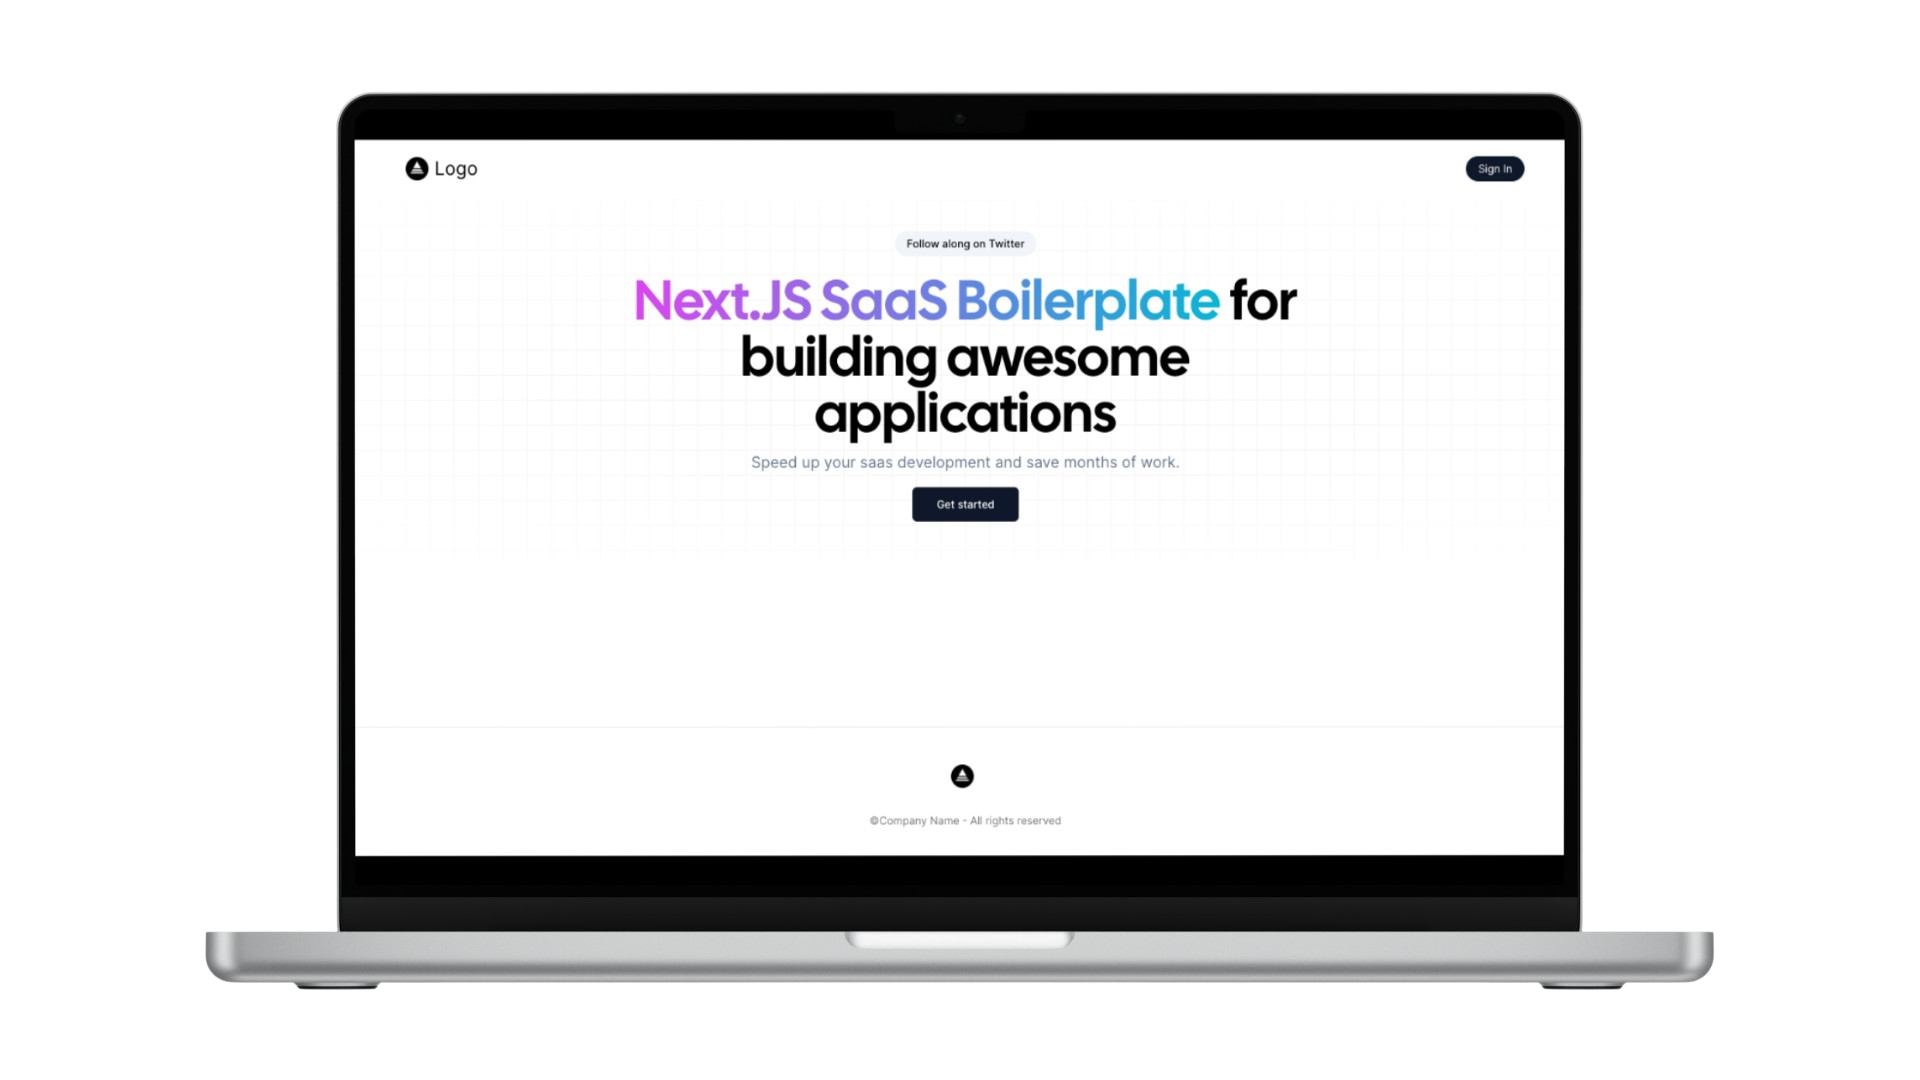 Logo
Sign In
Follow along on Twitter
Next.JS SaaS Boilerplate for
building awesome
applications
Speed up your saas development and save months of work.
Get started
©Company Name - All rights reserved